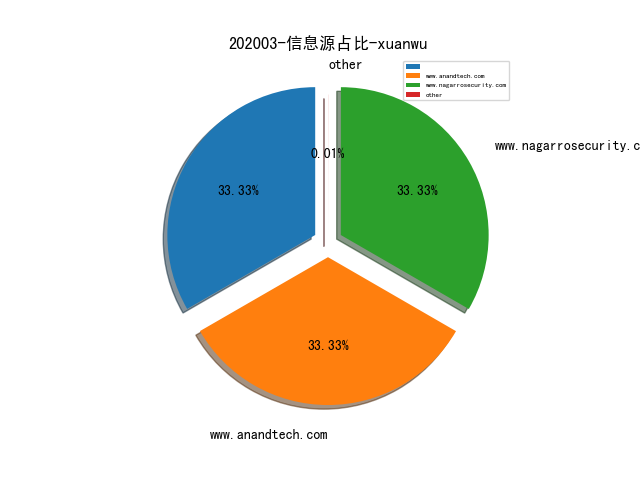 202003-信息源占比-xuanwu
other
www.anandtech.com
www.nagarrosecurity.com
other
www.nagarrosecurity.c
0.01%
33.33%
33.33%
33.33%
www.anandtech.com